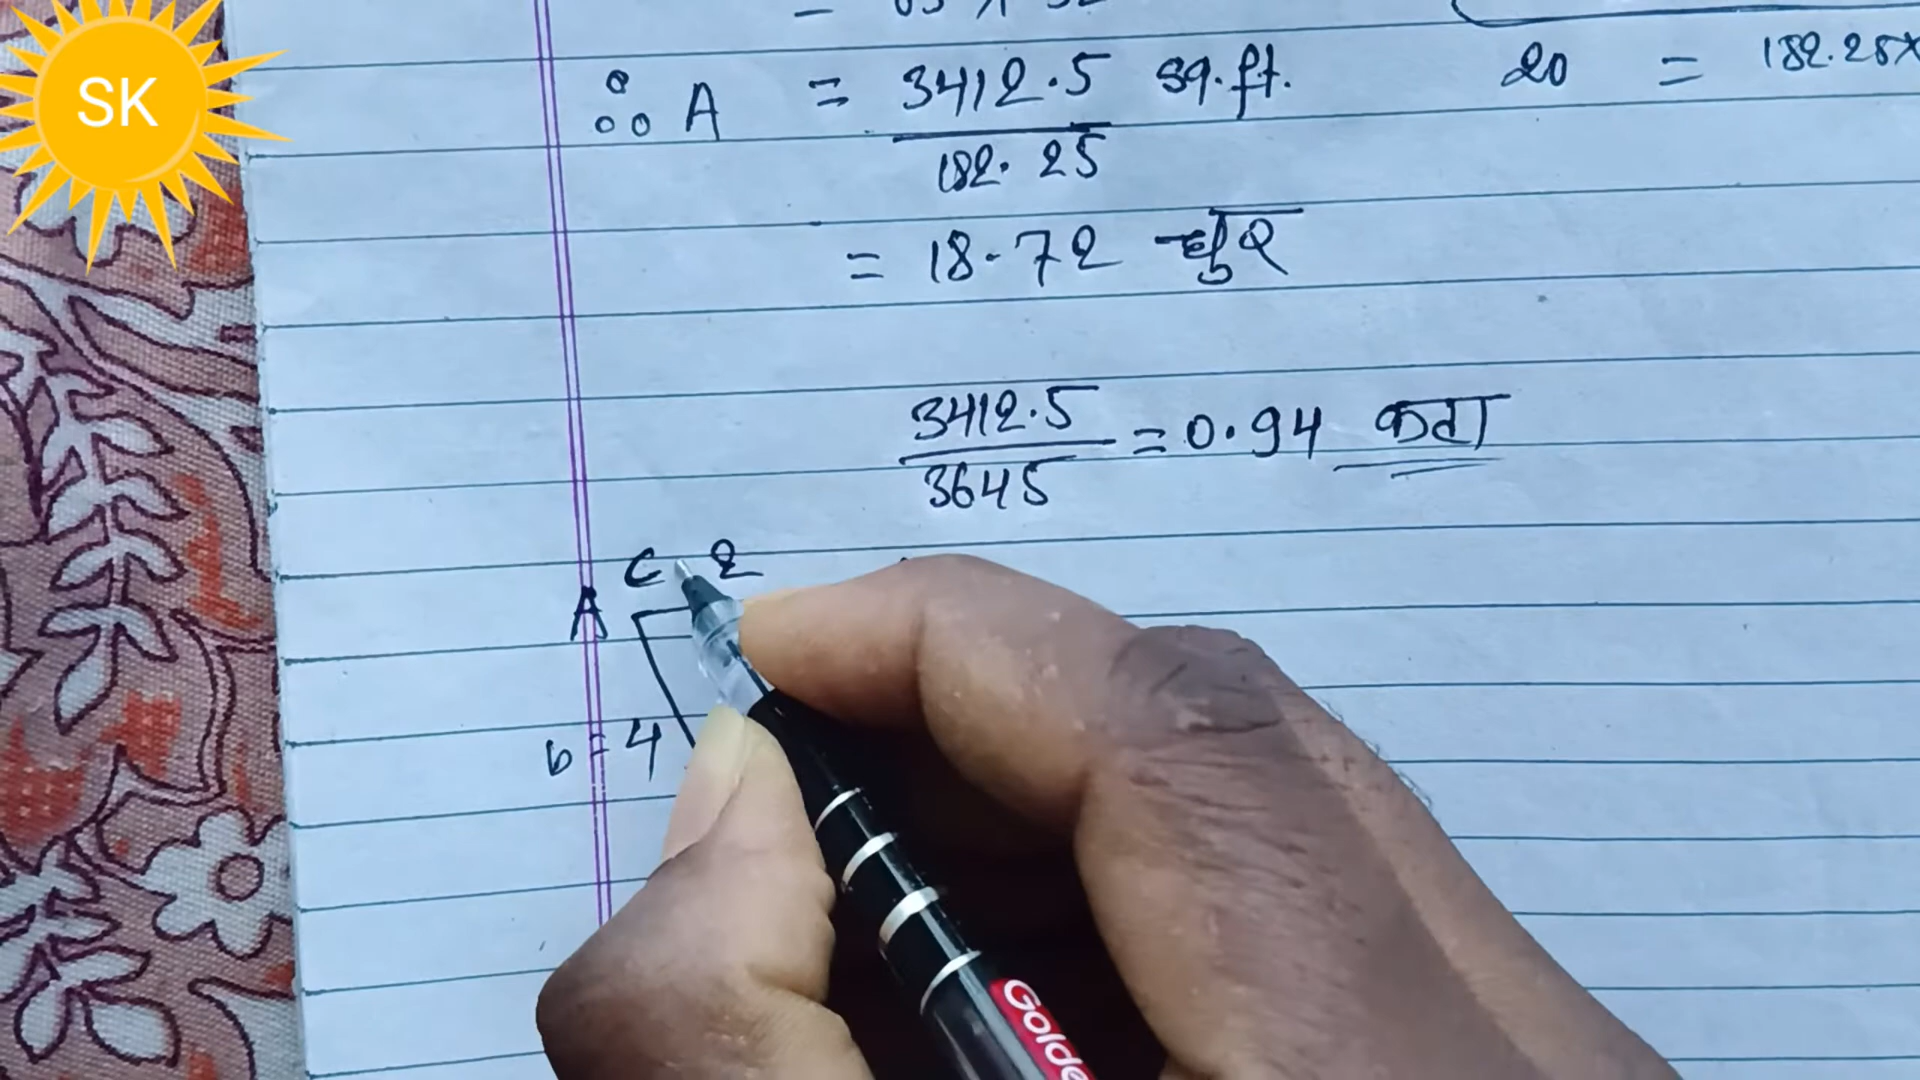 SK
∴ A = 3412.5 sq.ft.
182.25
20 = 182.25×
= 18.72 धुर
3412.5
3645
= 0.94 कठा
C 2
A
b = 4
Golde